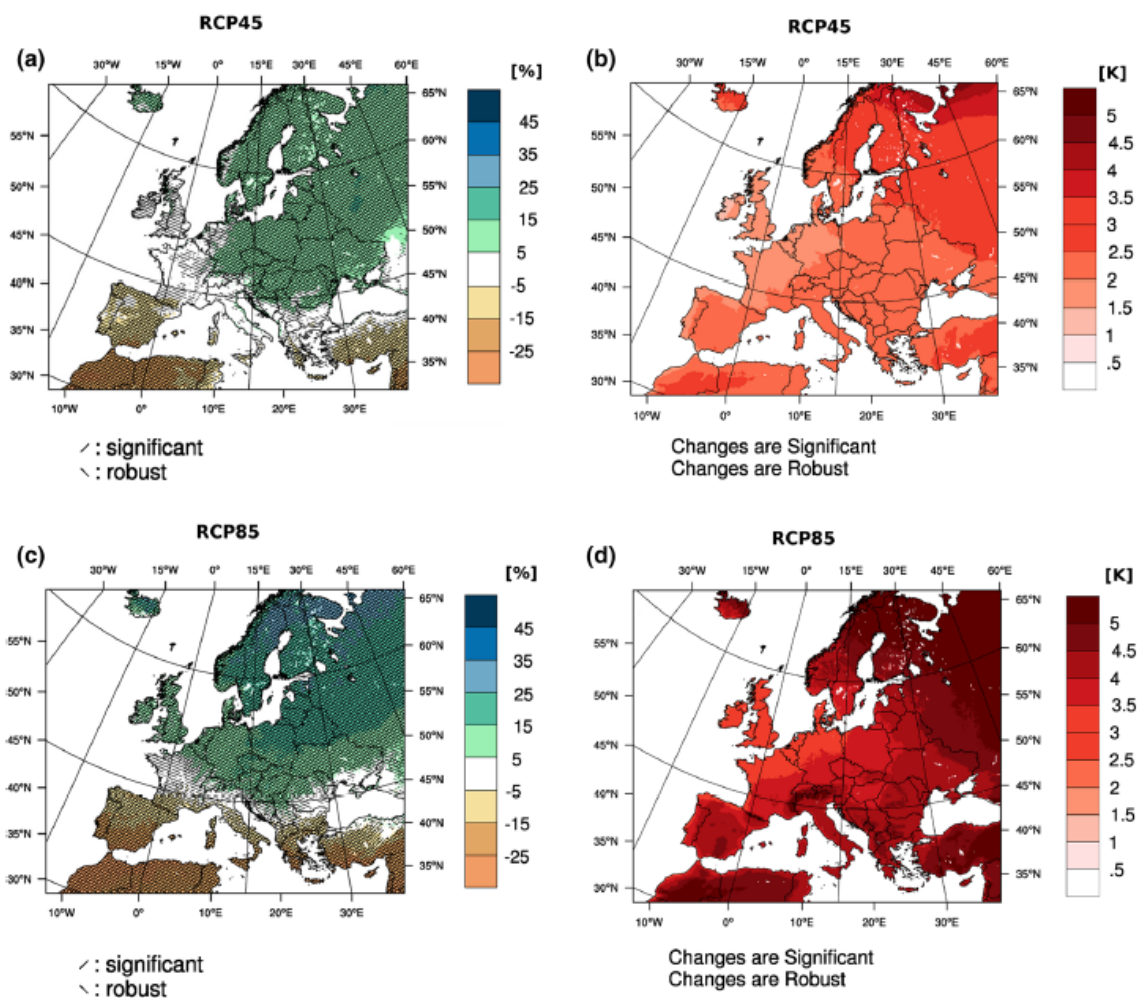 RCP45
(a)
30°W 15°W 0° 15°E 30°E 45°E 60°E
[%]
65°N
60°N
55°N
50°N
45°N
40°N
35°N
55°N
50°N
45°N
40°N
35°N
30°N
10°W 0° 10°E 20°E 30°E
45
35
25
15
5
-5
-15
-25
/ : significant
\ : robust
RCP45
(b)
30°W 15°W 0° 15°E 30°E 45°E 60°E
[K]
65°N
60°N
55°N
50°N
45°N
40°N
35°N
55°N
50°N
45°N
40°N
35°N
30°N
10°W 0° 10°E 20°E 30°E
5
4.5
4
3.5
3
2.5
2
1.5
1
.5
Changes are Significant
Changes are Robust
RCP85
(c)
30°W 15°W 0° 15°E 30°E 45°E 60°E
[%]
65°N
60°N
55°N
50°N
45°N
40°N
35°N
55°N
50°N
45°N
40°N
35°N
30°N
10°W 0° 10°E 20°E 30°E
45
35
25
15
5
-5
-15
-25
/ : significant
\ : robust
RCP85
(d)
30°W 15°W 0° 15°E 30°E 45°E 60°E
[K]
65°N
60°N
55°N
50°N
45°N
40°N
35°N
55°N
50°N
45°N
40°N
35°N
30°N
10°W 0° 10°E 20°E 30°E
5
4.5
4
3.5
3
2.5
2
1.5
1
.5
Changes are Significant
Changes are Robust